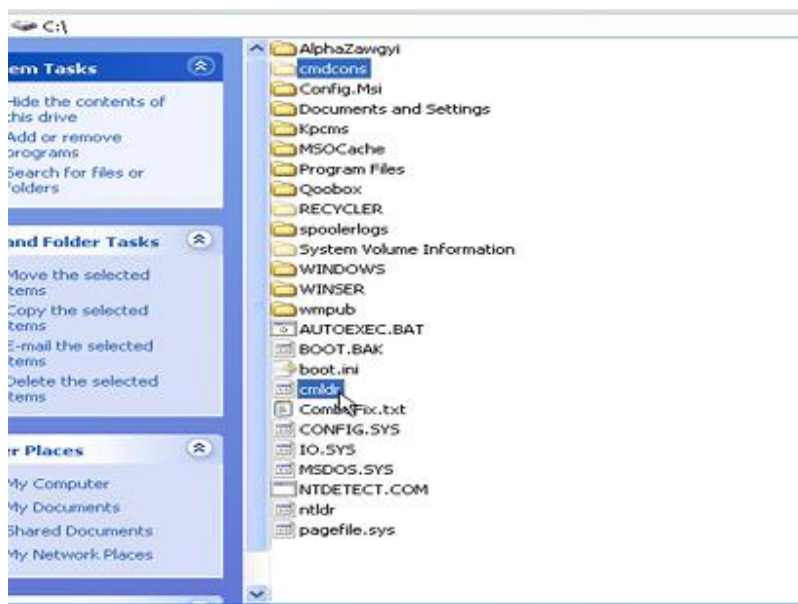 C:\
em Tasks
Hide the contents of
this drive
Add or remove
programs
Search for files or
folders
and Folder Tasks
Move the selected
items
Copy the selected
items
E-mail the selected
items
Delete the selected
items
r Places
My Computer
My Documents
Shared Documents
My Network Places
AlphaZawgyi
cmdcons
Config.Msi
Documents and Settings
Kpcms
MSOCache
Program Files
Qoobox
RECYCLER
spoolerlogs
System Volume Information
WINDOWS
WINSER
wmpub
AUTOEXEC.BAT
BOOT.BAK
boot.ini
cmldr
ComboFix.txt
CONFIG.SYS
IO.SYS
MSDOS.SYS
NTDETECT.COM
ntldr
pagefile.sys